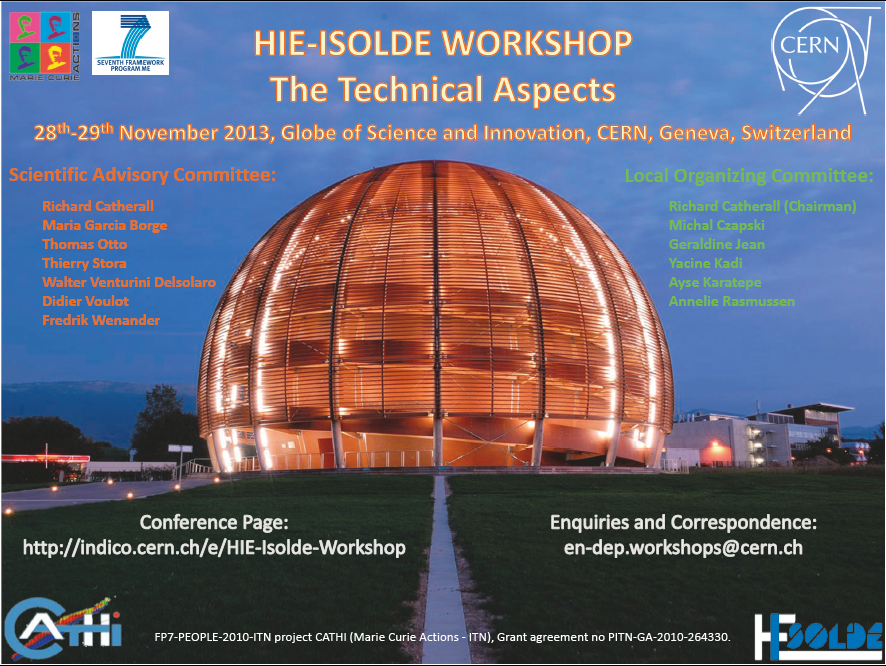 MARIE CURIE ACTIONS
7
SEVENTH FRAMEWORK
PROGRAMME
CERN
HIE-ISOLDE WORKSHOP
The Technical Aspects
28th-29th November 2013, Globe of Science and Innovation, CERN, Geneva, Switzerland
Scientific Advisory Committee:
Richard Catherall
Maria Garcia Borge
Thomas Otto
Thierry Stora
Walter Venturini Delsolaro
Didier Voulot
Fredrik Wenander
Local Organizing Committee:
Richard Catherall (Chairman)
Michal Czapski
Geraldine Jean
Yacine Kadi
Ayse Karatepe
Annelie Rasmussen
Conference Page:
http://indico.cern.ch/e/HIE-Isolde-Workshop
Enquiries and Correspondence:
en-dep.workshops@cern.ch
CATHI
FP7-PEOPLE-2010-ITN project CATHI (Marie Curie Actions - ITN), Grant agreement no PITN-GA-2010-264330.
HIE ISOLDE